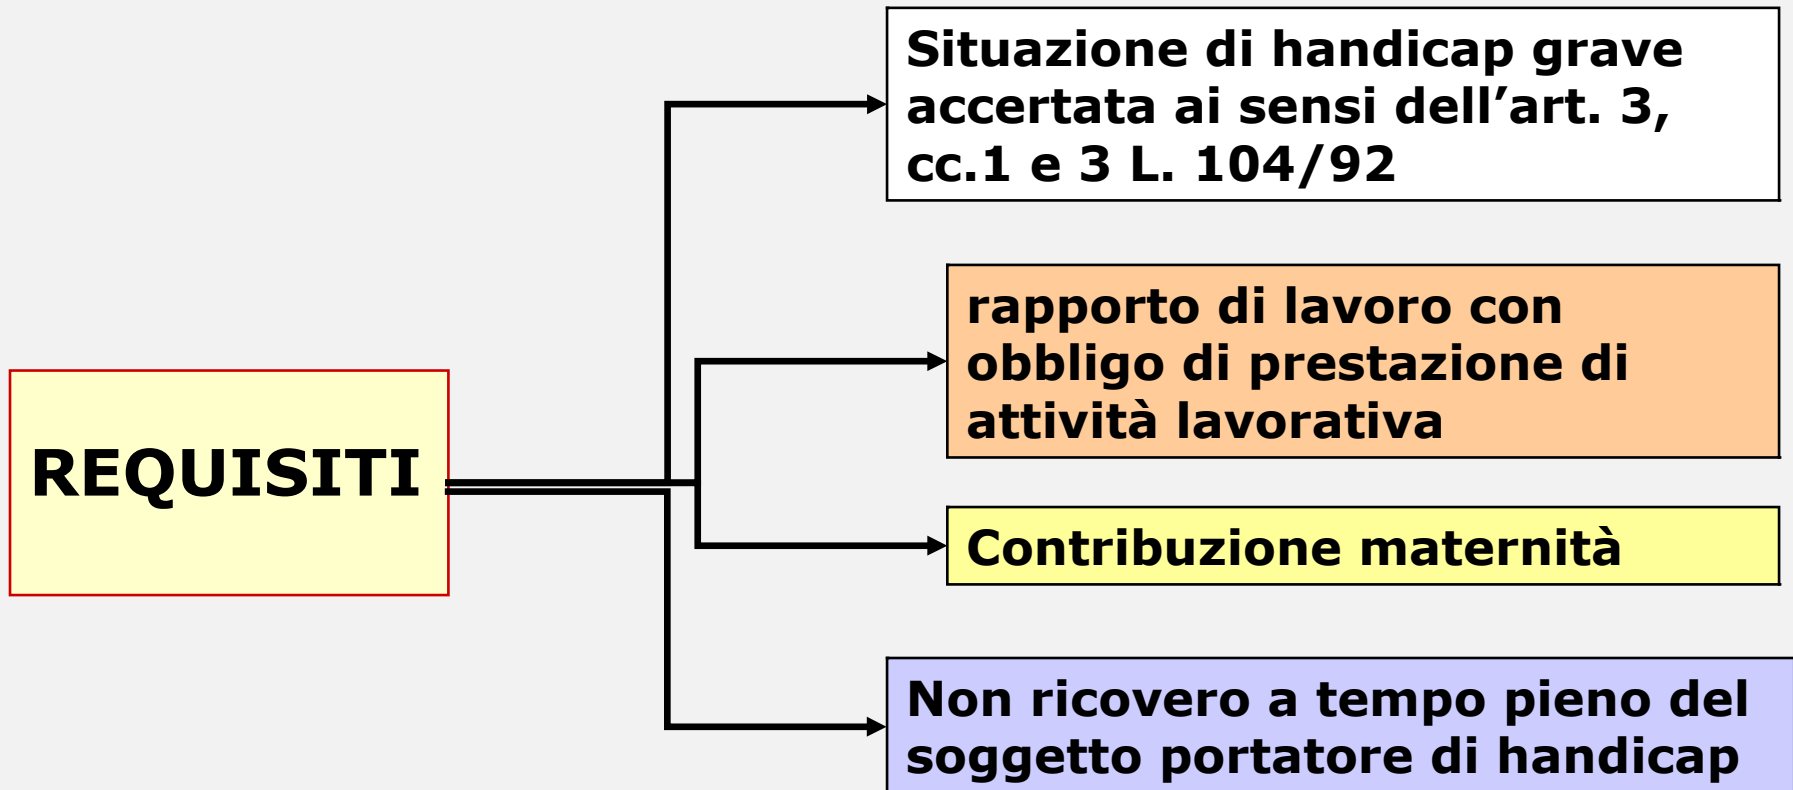 Situazione di handicap grave
accertata ai sensi dell’art. 3,
cc.1 e 3 L. 104/92
rapporto di lavoro con
obbligo di prestazione di
attività lavorativa
REQUISITI
Contribuzione maternità
Non ricovero a tempo pieno del
soggetto portatore di handicap